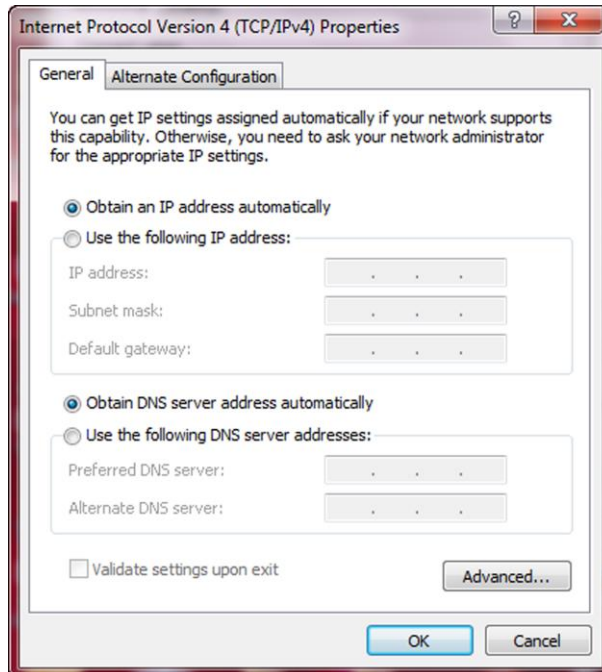 Internet Protocol Version 4 (TCP/IPv4) Properties
General
Alternate Configuration
You can get IP settings assigned automatically if your network supports
this capability. Otherwise, you need to ask your network administrator
for the appropriate IP settings.
Obtain an IP address automatically
Use the following IP address:
IP address:
. . .
Subnet mask:
. . .
Default gateway:
. . .
Obtain DNS server address automatically
Use the following DNS server addresses:
Preferred DNS server:
. . .
Alternate DNS server:
. . .
Validate settings upon exit
Advanced...
OK
Cancel